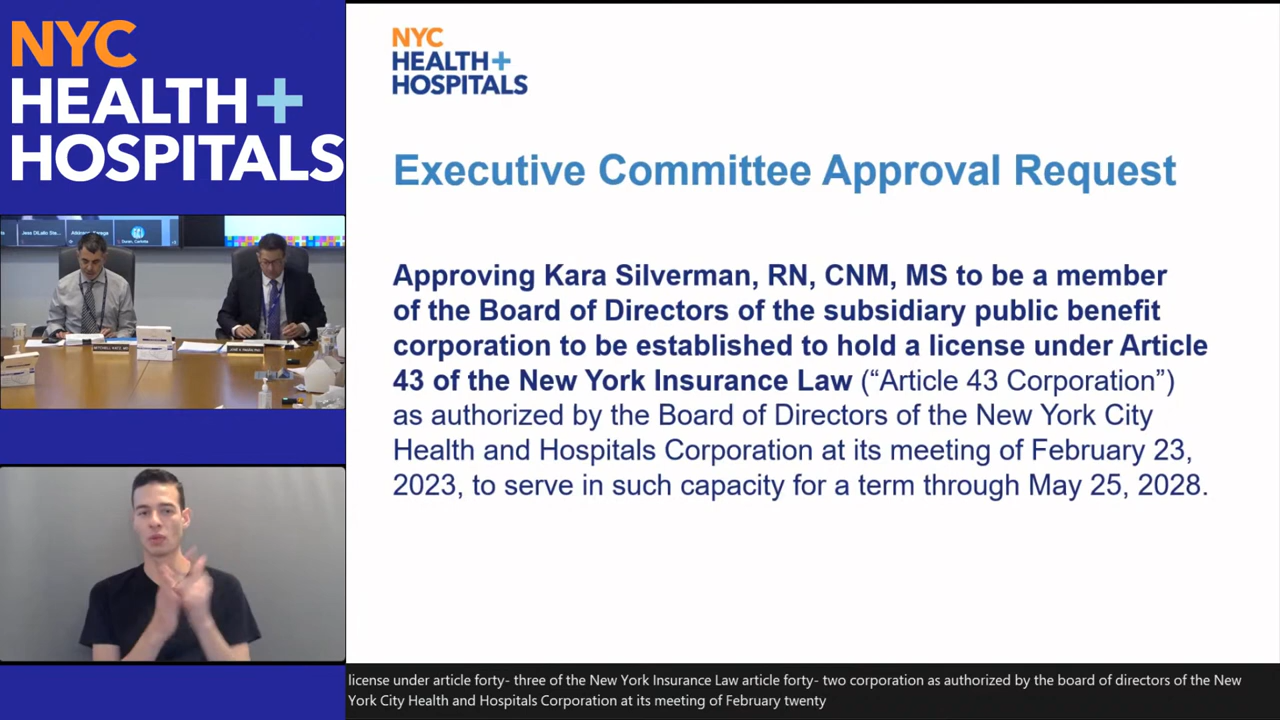 NYC
HEALTH+
HOSPITALS
NYC
HEALTH+
HOSPITALS
Executive Committee Approval Request
Approving Kara Silverman, RN, CNM, MS to be a member
of the Board of Directors of the subsidiary public benefit
corporation to be established to hold a license under Article
43 of the New York Insurance Law (“Article 43 Corporation”)
as authorized by the Board of Directors of the New York City
Health and Hospitals Corporation at its meeting of February 23,
2023, to serve in such capacity for a term through May 25, 2028.
license under article forty- three of the New York Insurance Law article forty- two corporation as authorized by the board of directors of the New
York City Health and Hospitals Corporation at its meeting of February twenty